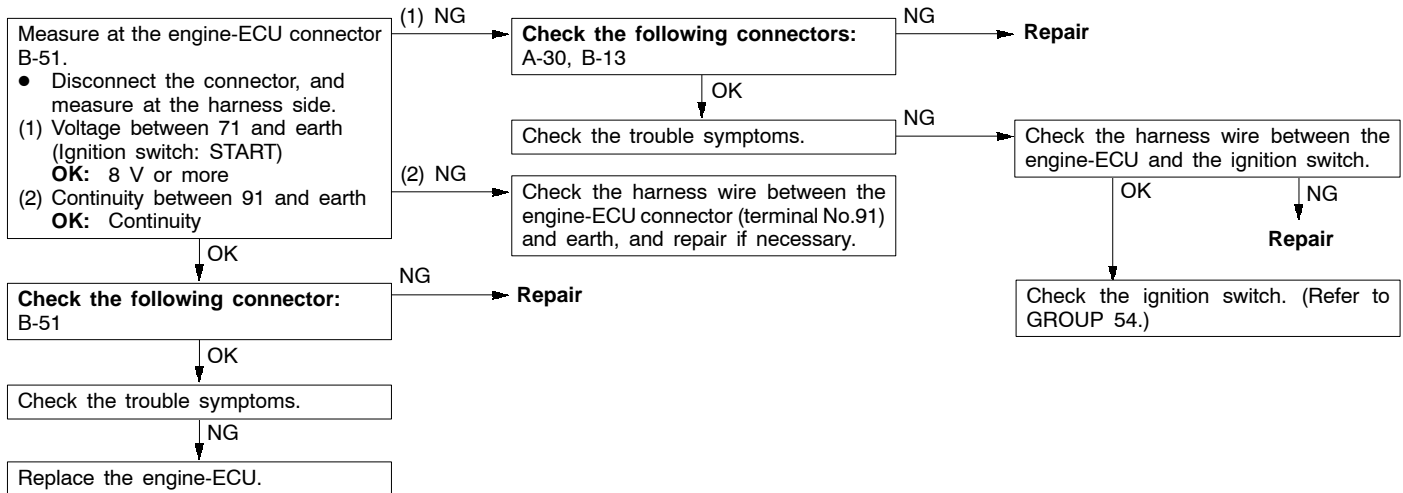 Measure at the engine-ECU connector
B-51.
● Disconnect the connector, and
measure at the harness side.
(1) Voltage between 71 and earth
(Ignition switch: START)
OK: 8 V or more
(2) Continuity between 91 and earth
OK: Continuity
(1) NG
Check the following connectors:
A-30, B-13
NG
Repair
OK
Check the trouble symptoms.
NG
Check the harness wire between the
engine-ECU and the ignition switch.
OK
NG
Repair
Check the ignition switch. (Refer to
GROUP 54.)
(2) NG
Check the harness wire between the
engine-ECU connector (terminal No.91)
and earth, and repair if necessary.
OK
Check the following connector:
B-51
NG
Repair
OK
Check the trouble symptoms.
NG
Replace the engine-ECU.